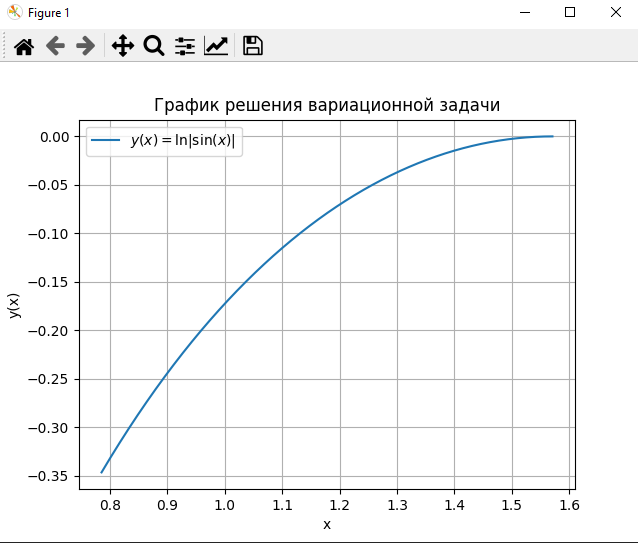 Figure 1
График решения вариационной задачи
y(x) = ln|sin(x)|
0.00
−0.05
−0.10
−0.15
−0.20
−0.25
−0.30
−0.35
y(x)
0.8 0.9 1.0 1.1 1.2 1.3 1.4 1.5 1.6
x